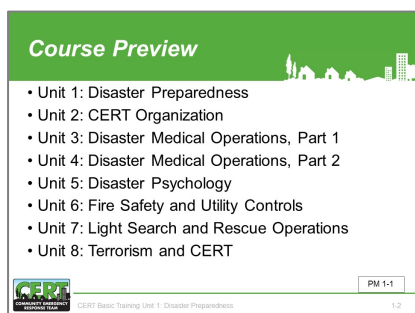 Course Preview
• Unit 1: Disaster Preparedness
• Unit 2: CERT Organization
• Unit 3: Disaster Medical Operations, Part 1
• Unit 4: Disaster Medical Operations, Part 2
• Unit 5: Disaster Psychology
• Unit 6: Fire Safety and Utility Controls
• Unit 7: Light Search and Rescue Operations
• Unit 8: Terrorism and CERT
PM 1-1
CERT
COMMUNITY EMERGENCY
RESPONSE TEAM
CERT Basic Training Unit 1: Disaster Preparedness
1-2